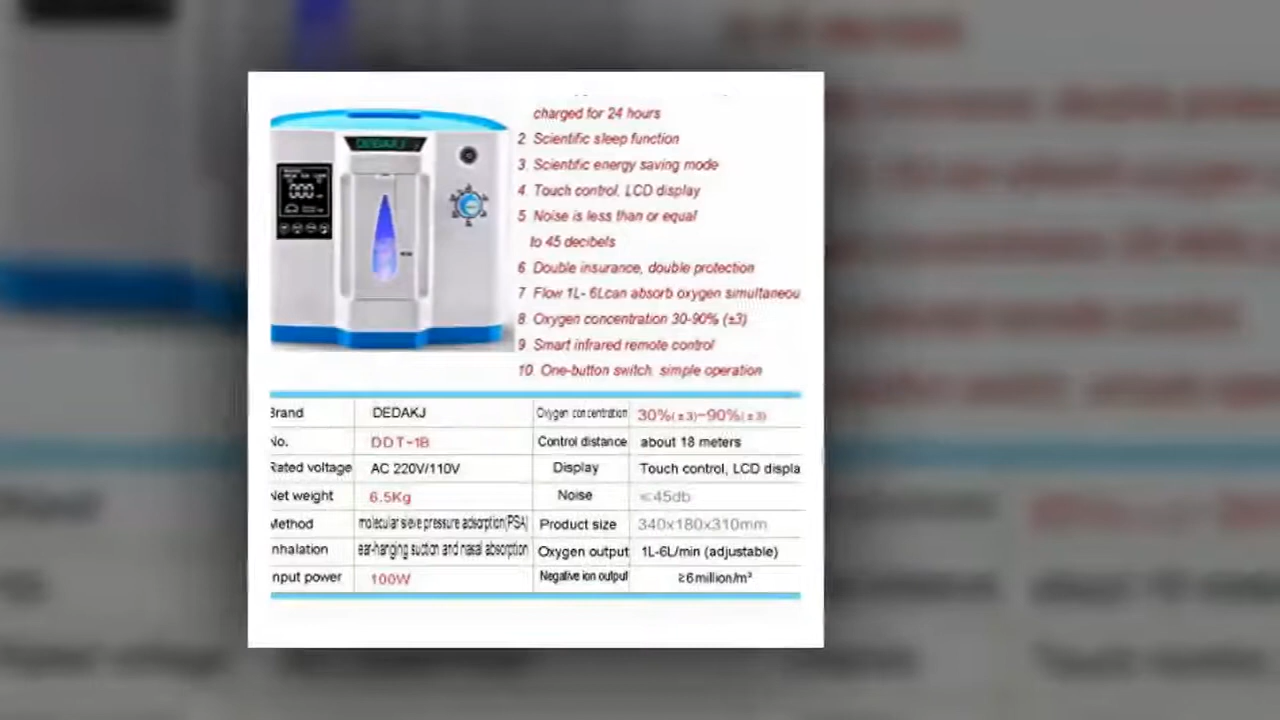 DEDAKJ
charged for 24 hours
2 Scientific sleep function
3. Scientific energy saving mode
4. Touch control, LCD display
5 Noise is less than or equal
to 45 decibels
6 Double insurance, double protection
7 Flow 1L- 6Lcan absorb oxygen simultaneou
8. Oxygen concentration 30-90% (±3)
9 Smart infrared remote control
10. One-button switch. simple operation
Brand DEDAKJ Oxygen concentration 30%(±3)-90%(±3)
No. DDT-1B Control distance about 18 meters
Rated voltage AC 220V/110V Display Touch control, LCD displa
Net weight 6.5Kg Noise ≤45db
Method molecular sieve pressure adsorption(PSA) Product size 340x180x310mm
nhalation ear-hanging suction and nasal absorption Oxygen output 1L-6L/min (adjustable)
nput power 100W Negative ion output ≥6million/m³